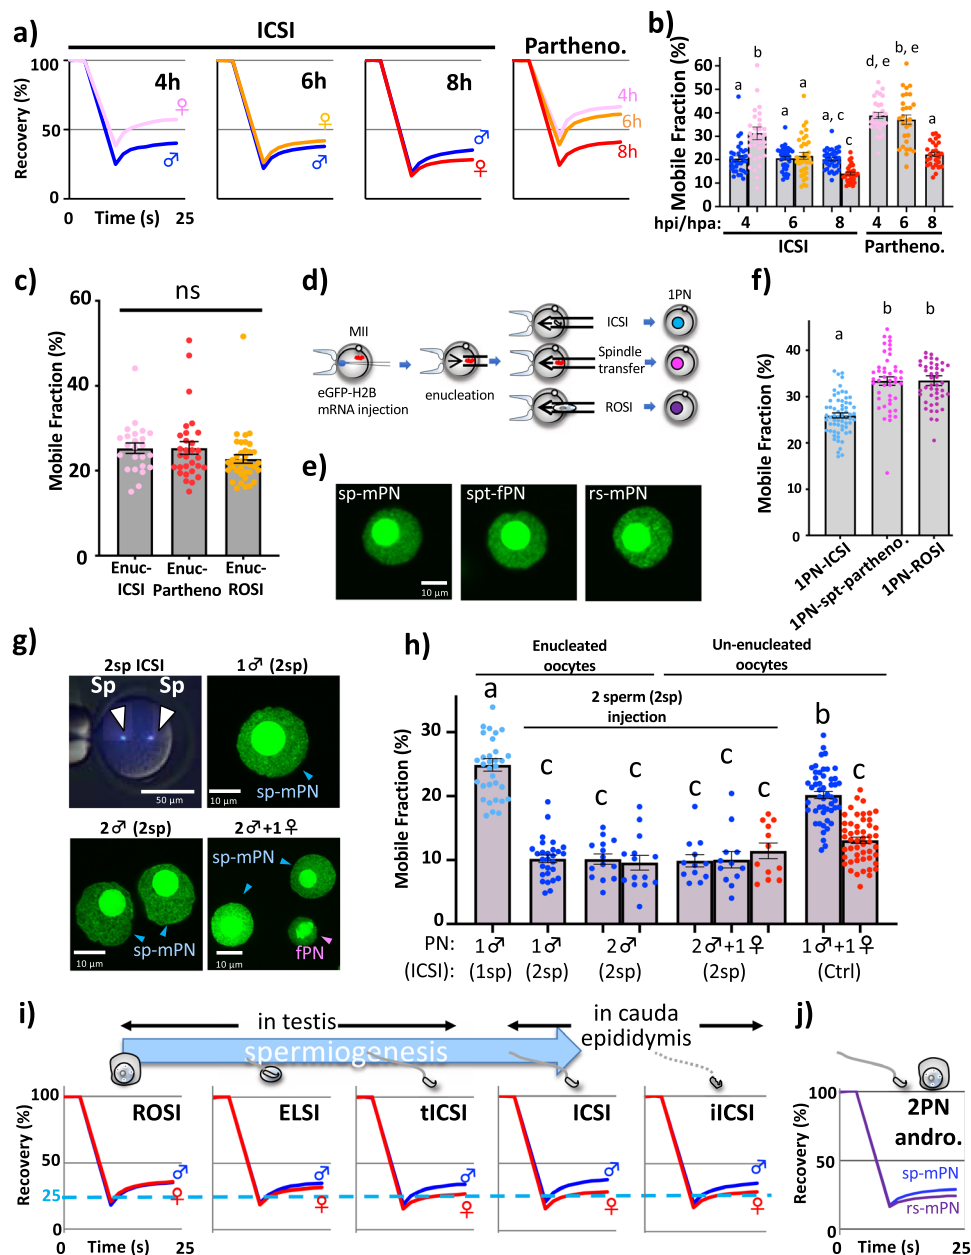 a)
ICSI
Partheno.
Recovery (%)
100
50
0
4h
♀
♂
6h
♀
♂
8h
♂
♀
4h
6h
8h
0
Time (s)
25
b)
Mobile Fraction (%)
60
50
40
30
20
10
0
a
b
a
a
a, c
c
d, e
b, e
a
hpi/hpa:
4
6
8
4
6
8
ICSI
Partheno.
c)
ns
Mobile Fraction (%)
60
40
20
0
Enuc-
ICSI
Enuc-
Partheno
Enuc-
ROSI
d)
MII
eGFP-H2B
mRNA injection
enucleation
1PN
ICSI
Spindle
transfer
ROSI
e)
sp-mPN
spt-fPN
rs-mPN
10 μm
f)
Mobile Fraction (%)
40
30
20
10
0
a
b
b
1PN-ICSI
1PN-spt-partheno.
1PN-ROSI
g)
2sp ICSI
Sp
Sp
50 μm
1♂ (2sp)
10 μm
sp-mPN
2♂ (2sp)
sp-mPN
10 μm
2♂+1♀
sp-mPN
fPN
10 μm
h)
Enucleated
oocytes
Un-enucleated
oocytes
2 sperm (2sp)
injection
Mobile Fraction (%)
30
20
10
0
a
c
c
c
c
c
c
b
c
PN:
1♂
1♂
2♂
2♂+1♀
1♂+1♀
(ICSI):
(1sp)
(2sp)
(2sp)
(2sp)
(Ctrl)
i)
in testis
in cauda
epididymis
spermiogenesis
Recovery (%)
100
50
25
0
ROSI
♂
♀
ELSI
♂
♀
tICSI
♂
♀
ICSI
♂
♀
iICSI
♂
♀
Time (s)
25
j)
Recovery (%)
100
50
0
2PN
andro.
sp-mPN
rs-mPN
0
Time (s)
25